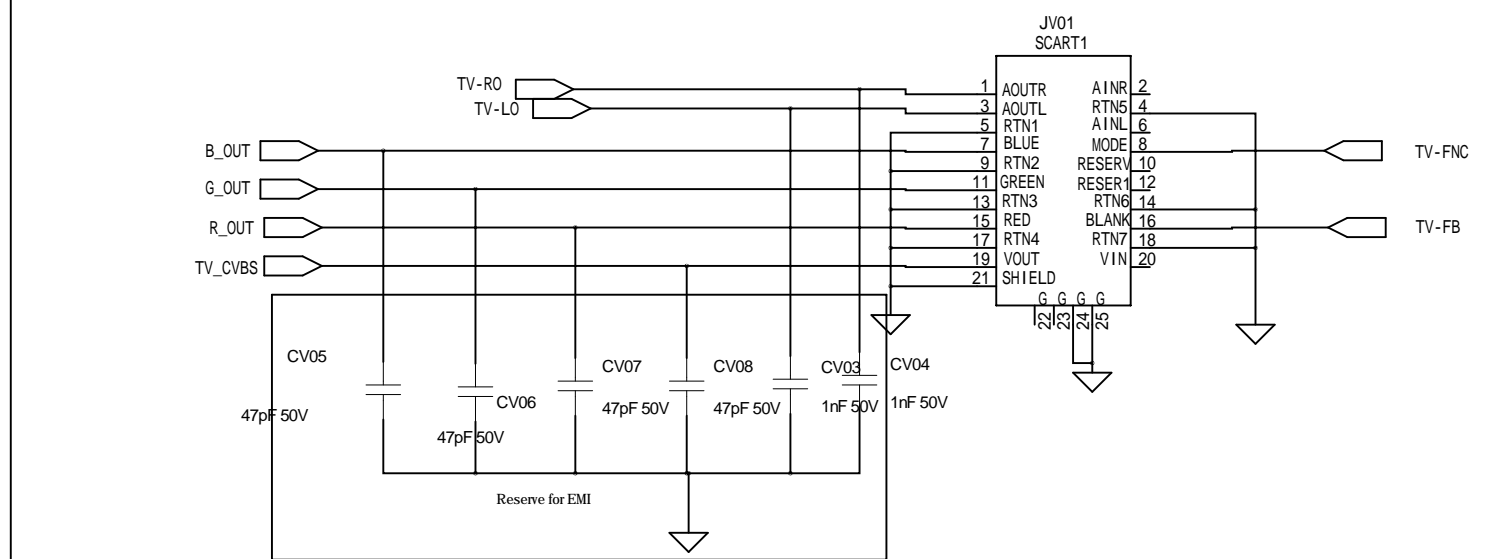 JV01
SCART1
TV-RO
TV-LO
B_OUT
G_OUT
R_OUT
TV_CVBS
1 AOUTR AINR 2
3 AOUTL RTN5 4
5 RTN1 AINL 6
7 BLUE MODE 8
9 RTN2 RESERV 10
11 GREEN RESER1 12
13 RTN3 RTN6 14
15 RED BLANK 16
17 RTN4 RTN7 18
19 VOUT VIN 20
21 SHIELD
G G G G
22 23 24 25
TV-FNC
TV-FB
CV05
47pF 50V
CV06
47pF 50V
CV07
47pF 50V
CV08
47pF 50V
CV03
1nF 50V
CV04
1nF 50V
Reserve for EMI